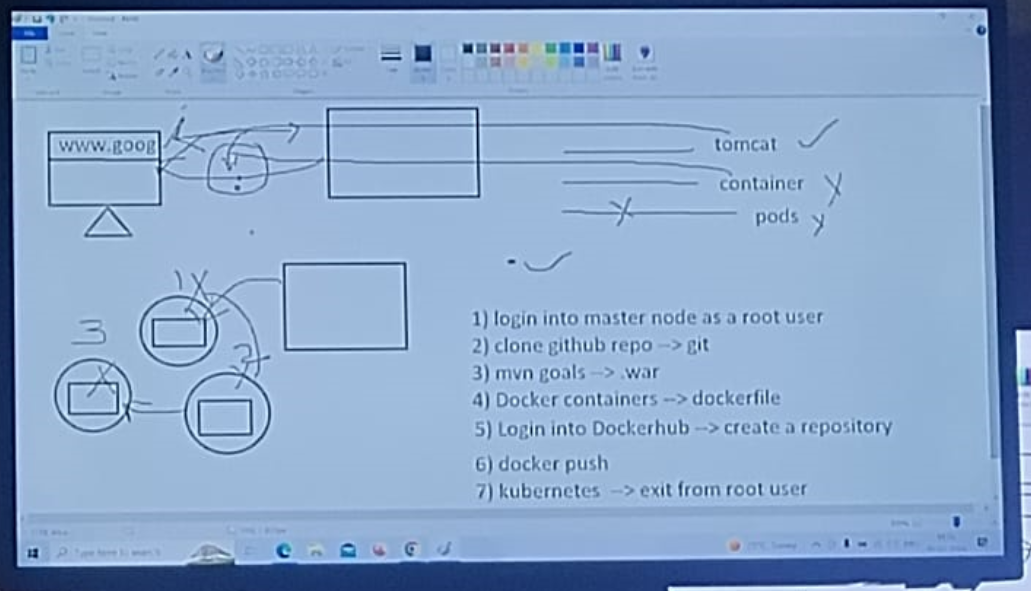 www.goog
tomcat
container
pods
1
3
2
1) login into master node as a root user
2) clone github repo --> git
3) mvn goals --> .war
4) Docker containers --> dockerfile
5) Login into Dockerhub --> create a repository
6) docker push
7) kubernetes --> exit from root user